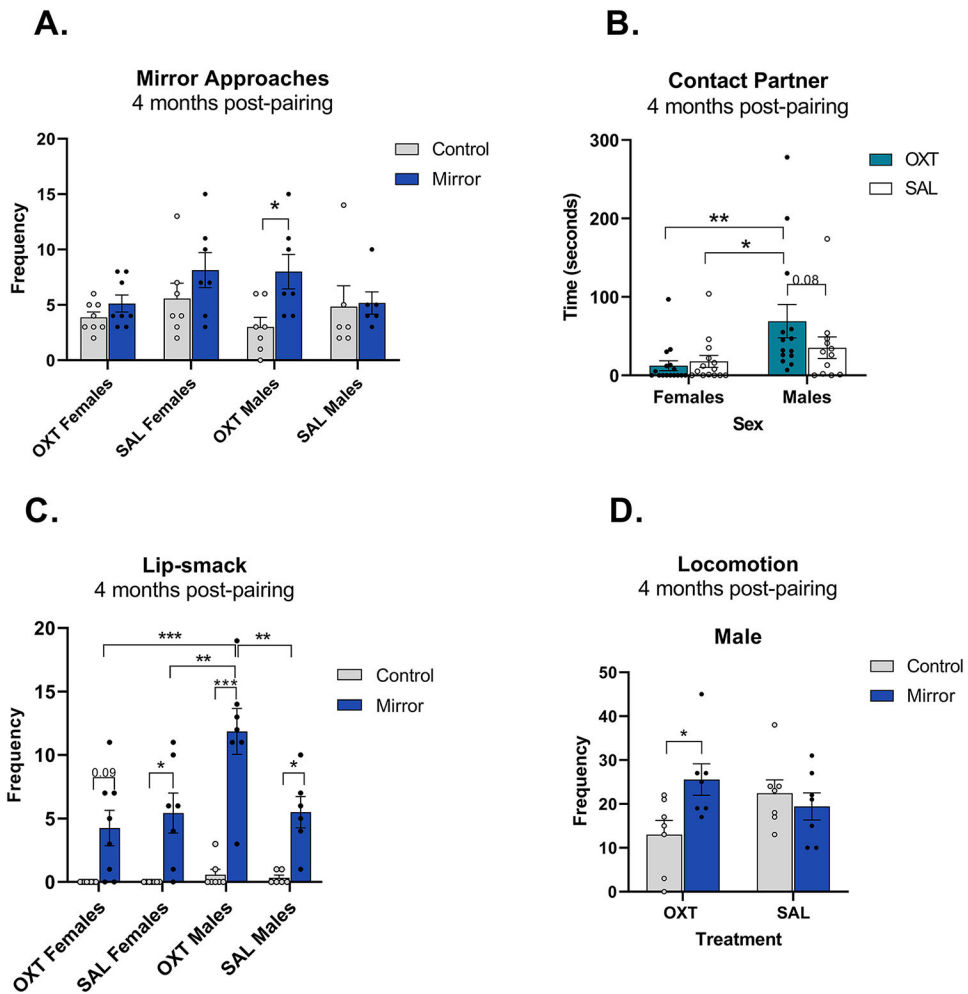 A.
Mirror Approaches
4 months post-pairing
Control
Mirror
Frequency
20
15
10
5
0
*
OXT Females
SAL Females
OXT Males
SAL Males
B.
Contact Partner
4 months post-pairing
OXT
SAL
Time (seconds)
300
200
100
0
**
*
0.08
Females
Males
Sex
C.
Lip-smack
4 months post-pairing
Control
Mirror
Frequency
20
15
10
5
0
***
**
**
***
0.09
*
*
OXT Females
SAL Females
OXT Males
SAL Males
D.
Locomotion
4 months post-pairing
Male
Control
Mirror
Frequency
50
40
30
20
10
0
*
OXT
SAL
Treatment